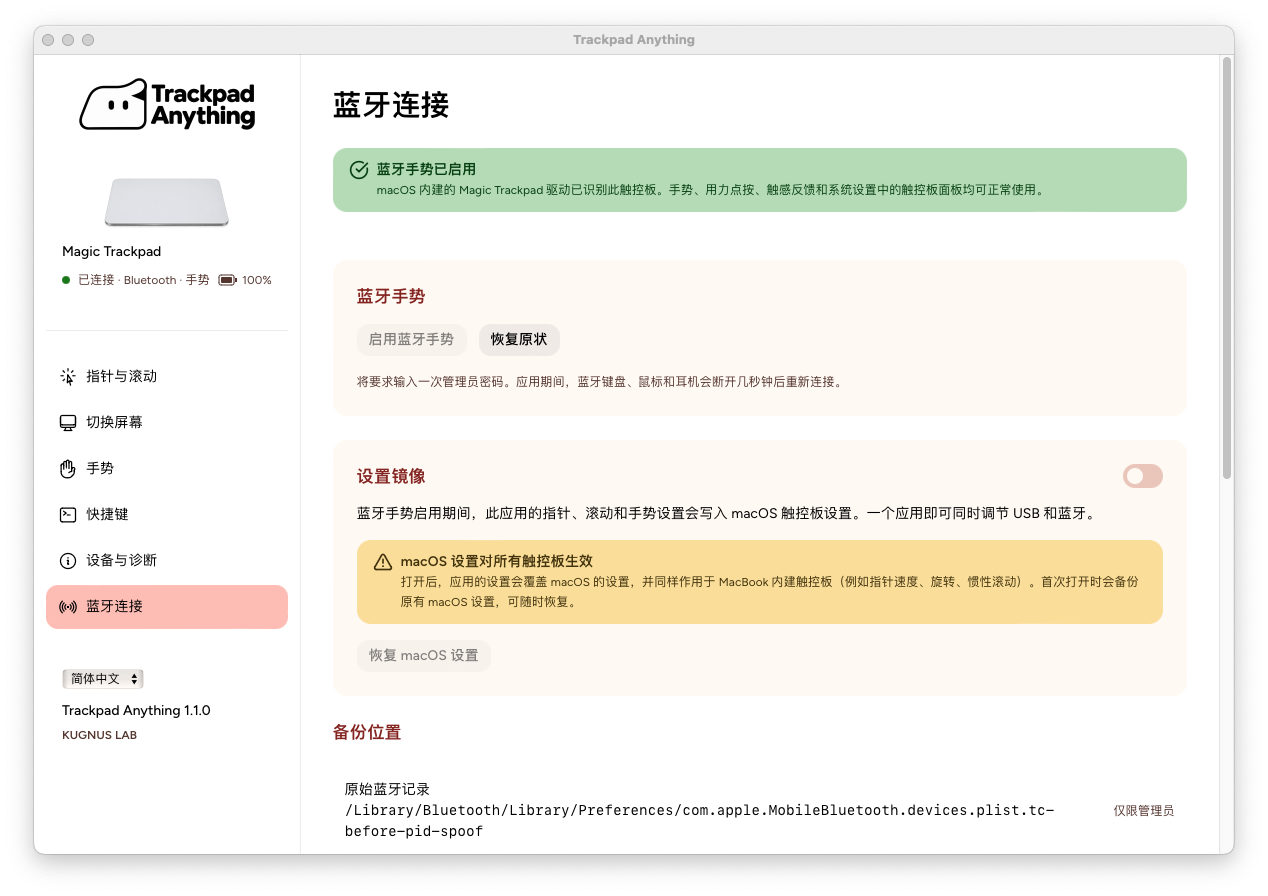 Trackpad Anything
Trackpad
Anything
Magic Trackpad
已连接 · Bluetooth · 手势 100%
指针与滚动
切换屏幕
手势
快捷键
设备与诊断
蓝牙连接
简体中文
Trackpad Anything 1.1.0
KUGNUS LAB
蓝牙连接
蓝牙手势已启用
macOS 内建的 Magic Trackpad 驱动已识别此触控板。手势、用力点按、触感反馈和系统设置中的触控板面板均可正常使用。
蓝牙手势
启用蓝牙手势 恢复原状
将要求输入一次管理员密码。应用期间，蓝牙键盘、鼠标和耳机会断开几秒钟后重新连接。
设置镜像
蓝牙手势启用期间，此应用的指针、滚动和手势设置会写入 macOS 触控板设置。一个应用即可同时调节 USB 和蓝牙。
macOS 设置对所有触控板生效
打开后，应用的设置会覆盖 macOS 的设置，并同样作用于 MacBook 内建触控板（例如指针速度、旋转、惯性滚动）。首次打开时会备份
原有 macOS 设置，可随时恢复。
恢复 macOS 设置
备份位置
原始蓝牙记录
/Library/Bluetooth/Library/Preferences/com.apple.MobileBluetooth.devices.plist.tc-
before-pid-spoof
仅限管理员